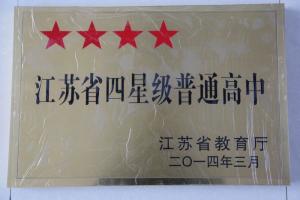 江苏省四星级普通高中
江苏省教育厅
二〇一四年三月